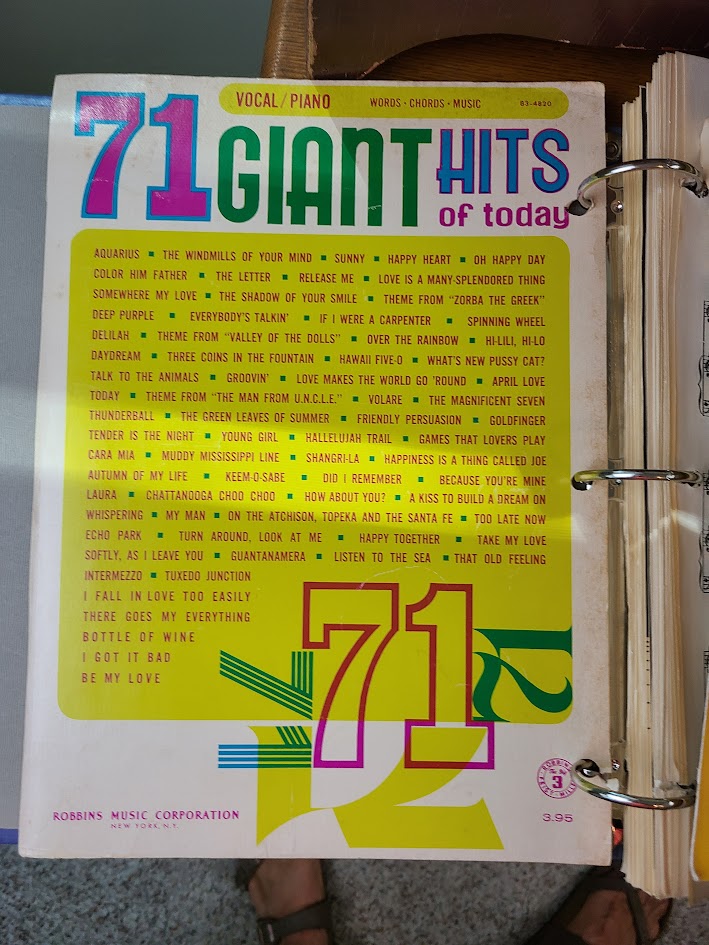 71 GIANT HITS of today
VOCAL/PIANO WORDS • CHORDS • MUSIC 63-4820
AQUARIUS ■ THE WINDMILLS OF YOUR MIND ■ SUNNY ■ HAPPY HEART ■ OH HAPPY DAY
COLOR HIM FATHER ■ THE LETTER ■ RELEASE ME ■ LOVE IS A MANY-SPLENDORED THING
SOMEWHERE MY LOVE ■ THE SHADOW OF YOUR SMILE ■ THEME FROM "ZORBA THE GREEK"
DEEP PURPLE ■ EVERYBODY'S TALKIN' ■ IF I WERE A CARPENTER ■ SPINNING WHEEL
DELILAH ■ THEME FROM "VALLEY OF THE DOLLS" ■ OVER THE RAINBOW ■ HI-LILI, HI-LO
DAYDREAM ■ THREE COINS IN THE FOUNTAIN ■ HAWAII FIVE-O ■ WHAT'S NEW PUSSY CAT?
TALK TO THE ANIMALS ■ GROOVIN' ■ LOVE MAKES THE WORLD GO 'ROUND ■ APRIL LOVE
TODAY ■ THEME FROM "THE MAN FROM U.N.C.L.E." ■ VOLARE ■ THE MAGNIFICENT SEVEN
THUNDERBALL ■ THE GREEN LEAVES OF SUMMER ■ FRIENDLY PERSUASION ■ GOLDFINGER
TENDER IS THE NIGHT ■ YOUNG GIRL ■ HALLELUJAH TRAIL ■ GAMES THAT LOVERS PLAY
CARA MIA ■ MUDDY MISSISSIPPI LINE ■ SHANGRI-LA ■ HAPPINESS IS A THING CALLED JOE
AUTUMN OF MY LIFE ■ KEEM-O-SABE ■ DID I REMEMBER ■ BECAUSE YOU'RE MINE
LAURA ■ CHATTANOOGA CHOO CHOO ■ HOW ABOUT YOU? ■ A KISS TO BUILD A DREAM ON
WHISPERING ■ MY MAN ■ ON THE ATCHISON, TOPEKA AND THE SANTA FE ■ TOO LATE NOW
ECHO PARK ■ TURN AROUND, LOOK AT ME ■ HAPPY TOGETHER ■ TAKE MY LOVE
SOFTLY, AS I LEAVE YOU ■ GUANTANAMERA ■ LISTEN TO THE SEA ■ THAT OLD FEELING
INTERMEZZO ■ TUXEDO JUNCTION
I FALL IN LOVE TOO EASILY
THERE GOES MY EVERYTHING
BOTTLE OF WINE
I GOT IT BAD
BE MY LOVE
71
71
ROBBINS MUSIC CORPORATION
NEW YORK, N.Y.
ROBBINS
The Big
3
FEIST MILLER
3.95